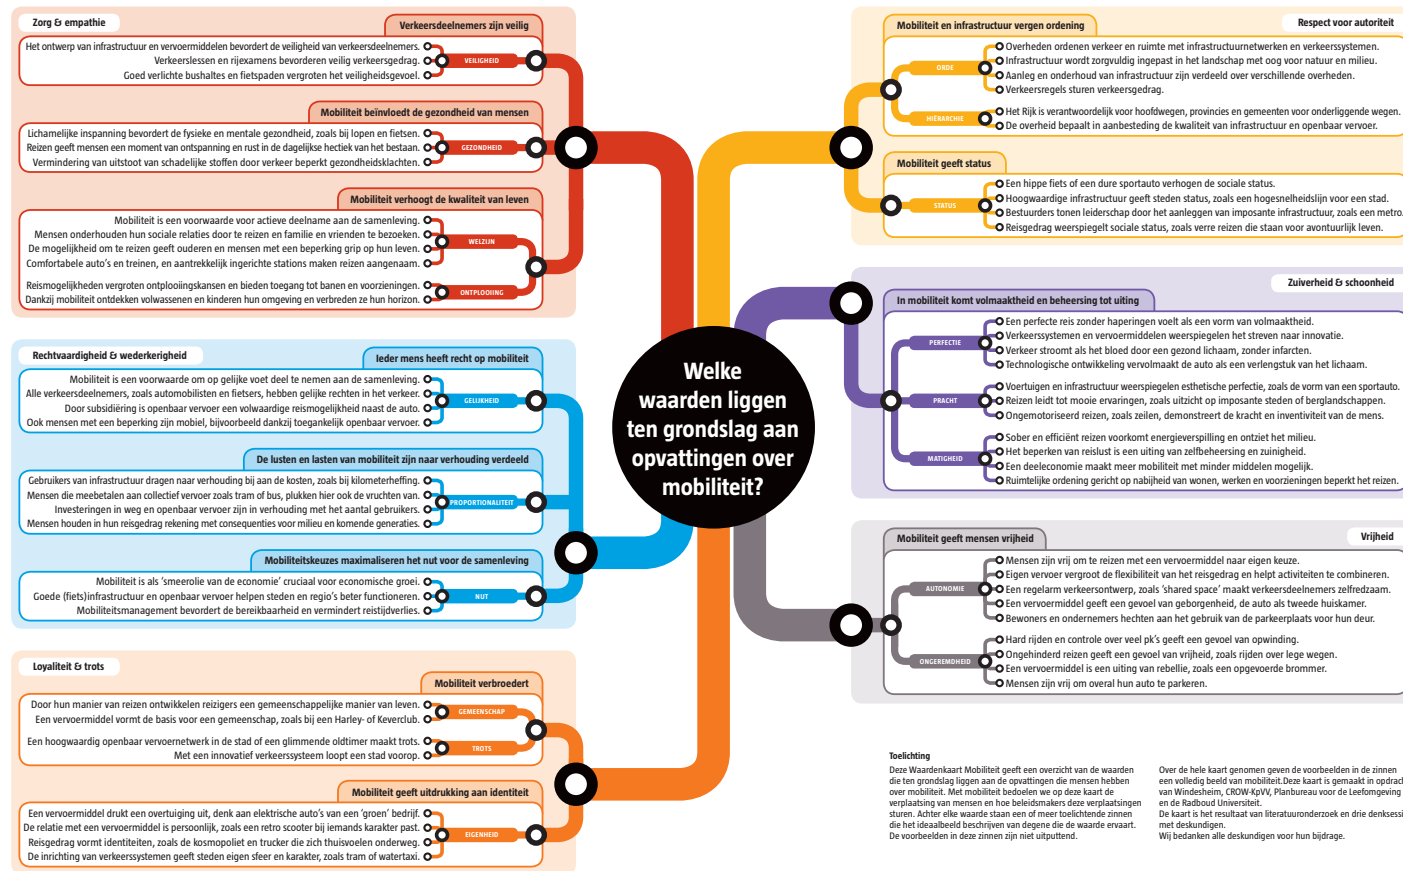 Zorg & empathie
Verkeersdeelnemers zijn veilig
Het ontwerp van infrastructuur en vervoermiddelen bevordert de veiligheid van verkeersdeelnemers.
Verkeerslessen en rijexamens bevorderen veilig verkeersgedrag.
Goed verlichte bushaltes en fietspaden vergroten het veiligheidsgevoel.
VEILIGHEID
Mobiliteit beïnvloedt de gezondheid van mensen
Lichamelijke inspanning bevordert de fysieke en mentale gezondheid, zoals bij lopen en fietsen.
Reizen geeft mensen een moment van ontspanning en rust in de dagelijkse hectiek van het bestaan.
Vermindering van uitstoot van schadelijke stoffen door verkeer beperkt gezondheidsklachten.
GEZONDHEID
Mobiliteit verhoogt de kwaliteit van leven
Mobiliteit is een voorwaarde voor actieve deelname aan de samenleving.
Mensen onderhouden hun sociale relaties door te reizen en familie en vrienden te bezoeken.
De mogelijkheid om te reizen geeft ouderen en mensen met een beperking grip op hun leven.
Comfortabele auto's en treinen, en aantrekkelijk ingerichte stations maken reizen aangenaam.
WELZIJN
Reismogelijkheden vergroten ontplooiingskansen en bieden toegang tot banen en voorzieningen.
Dankzij mobiliteit ontdekken volwassenen en kinderen hun omgeving en verbreden ze hun horizon.
ONTPLOOIING
Rechtvaardigheid & wederkerigheid
Ieder mens heeft recht op mobiliteit
Mobiliteit is een voorwaarde om op gelijke voet deel te nemen aan de samenleving.
Alle verkeersdeelnemers, zoals automobilisten en fietsers, hebben gelijke rechten in het verkeer.
Door subsidiëring is openbaar vervoer een volwaardige reismogelijkheid naast de auto.
Ook mensen met een beperking zijn mobiel, bijvoorbeeld dankzij toegankelijk openbaar vervoer.
GELIJKHEID
De lusten en lasten van mobiliteit zijn naar verhouding verdeeld
Gebruikers van infrastructuur dragen naar verhouding bij aan de kosten, zoals bij kilometerheffing.
Mensen die meebetalen aan collectief vervoer zoals tram of bus, plukken hier ook de vruchten van.
Investeringen in weg en openbaar vervoer zijn in verhouding met het aantal gebruikers.
Mensen houden in hun reisgedrag rekening met consequenties voor milieu en komende generaties.
PROPORTIONALITEIT
Mobiliteitskeuzes maximaliseren het nut voor de samenleving
Mobiliteit is als 'smeerolie van de economie' cruciaal voor economische groei.
Goede (fiets)infrastructuur en openbaar vervoer helpen steden en regio's beter functioneren.
Mobiliteitsmanagement bevordert de bereikbaarheid en vermindert reistijdverlies.
NUT
Loyaliteit & trots
Mobiliteit verbroedert
Door hun manier van reizen ontwikkelen reizigers een gemeenschappelijke manier van leven.
Een vervoermiddel vormt de basis voor een gemeenschap, zoals bij een Harley- of Keverclub.
GEMEENSCHAP
Een hoogwaardig openbaar vervoernetwerk in de stad of een glimmende oldtimer maakt trots.
Met een innovatief verkeerssysteem loopt een stad voorop.
TROTS
Mobiliteit geeft uitdrukking aan identiteit
Een vervoermiddel drukt een overtuiging uit, denk aan elektrische auto's van een 'groen' bedrijf.
De relatie met een vervoermiddel is persoonlijk, zoals een retro scooter bij iemands karakter past.
Reisgedrag vormt identiteiten, zoals de kosmopoliet en trucker die zich thuisvoelen onderweg.
De inrichting van verkeerssystemen geeft steden eigen sfeer en karakter, zoals tram of watertaxi.
EIGENHEID
Welke
waarden liggen
ten grondslag aan
opvattingen over
mobiliteit?
Respect voor autoriteit
Mobiliteit en infrastructuur vergen ordening
ORDE
Overheden ordenen verkeer en ruimte met infrastructuurnetwerken en verkeerssystemen.
Infrastructuur wordt zorgvuldig ingepast in het landschap met oog voor natuur en milieu.
Aanleg en onderhoud van infrastructuur zijn verdeeld over verschillende overheden.
Verkeersregels sturen verkeersgedrag.
HIËRARCHIE
Het Rijk is verantwoordelijk voor hoofdwegen, provincies en gemeenten voor onderliggende wegen.
De overheid bepaalt in aanbesteding de kwaliteit van infrastructuur en openbaar vervoer.
Mobiliteit geeft status
STATUS
Een hippe fiets of een dure sportauto verhogen de sociale status.
Hoogwaardige infrastructuur geeft steden status, zoals een hogesnelheidslijn voor een stad.
Bestuurders tonen leiderschap door het aanleggen van imposante infrastructuur, zoals een metro.
Reisgedrag weerspiegelt sociale status, zoals verre reizen die staan voor avontuurlijk leven.
Zuiverheid & schoonheid
In mobiliteit komt volmaaktheid en beheersing tot uiting
PERFECTIE
Een perfecte reis zonder haperingen voelt als een vorm van volmaaktheid.
Verkeerssystemen en vervoermiddelen weerspiegelen het streven naar innovatie.
Verkeer stroomt als het bloed door een gezond lichaam, zonder infarcten.
Technologische ontwikkeling vervolmaakt de auto als een verlengstuk van het lichaam.
PRACHT
Voertuigen en infrastructuur weerspiegelen esthetische perfectie, zoals de vorm van een sportauto.
Reizen leidt tot mooie ervaringen, zoals uitzicht op imposante steden of berglandschappen.
Ongemotoriseerd reizen, zoals zeilen, demonstreert de kracht en inventiviteit van de mens.
MATIGHEID
Sober en efficiënt reizen voorkomt energieverspilling en ontziet het milieu.
Het beperken van reislust is een uiting van zelfbeheersing en zuinigheid.
Een deeleconomie maakt meer mobiliteit met minder middelen mogelijk.
Ruimtelijke ordening gericht op nabijheid van wonen, werken en voorzieningen beperkt het reizen.
Vrijheid
Mobiliteit geeft mensen vrijheid
AUTONOMIE
Mensen zijn vrij om te reizen met een vervoermiddel naar eigen keuze.
Eigen vervoer vergroot de flexibiliteit van het reisgedrag en helpt activiteiten te combineren.
Een regelarm verkeersontwerp, zoals 'shared space' maakt verkeersdeelnemers zelfredzaam.
Een vervoermiddel geeft een gevoel van geborgenheid, de auto als tweede huiskamer.
Bewoners en ondernemers hechten aan het gebruik van de parkeerplaats voor hun deur.
ONGEREMDHEID
Hard rijden en controle over veel pk's geeft een gevoel van opwinding.
Ongehinderd reizen geeft een gevoel van vrijheid, zoals rijden over lege wegen.
Een vervoermiddel is een uiting van rebellie, zoals een opgevoerde brommer.
Mensen zijn vrij om overal hun auto te parkeren.
Toelichting
Deze Waardenkaart Mobiliteit geeft een overzicht van de waarden
die ten grondslag liggen aan de opvattingen die mensen hebben
over mobiliteit. Met mobiliteit bedoelen we op deze kaart de
verplaatsing van mensen en hoe beleidsmakers deze verplaatsingen
sturen. Achter elke waarde staan een of meer toelichtende zinnen
die het ideaalbeeld beschrijven van degene die de waarde ervaart.
De voorbeelden in deze zinnen zijn niet uitputtend.
Over de hele kaart genomen geven de voorbeelden in de zinnen
een volledig beeld van mobiliteit.Deze kaart is gemaakt in opdrach
van Windesheim, CROW-KpVV, Planbureau voor de Leefomgeving
en de Radboud Universiteit.
De kaart is het resultaat van literatuuronderzoek en drie denksessi
met deskundigen.
Wij bedanken alle deskundigen voor hun bijdrage.